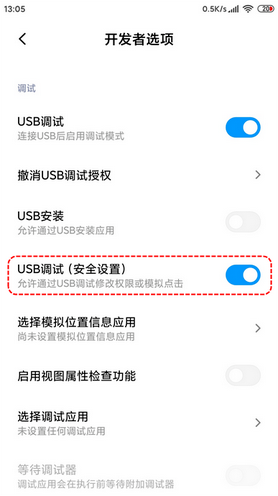 13:05
0.5K/s
20
开发者选项
调试
USB调试
连接USB后启用调试模式
撤消USB调试授权
USB安装
允许通过USB安装应用
USB调试（安全设置）
允许通过USB调试修改权限或模拟点击
选择模拟位置信息应用
尚未设置模拟位置信息应用
启用视图属性检查功能
选择调试应用
未设置任何调试应用
等待调试器
调试应用会在执行前等待附加调试器